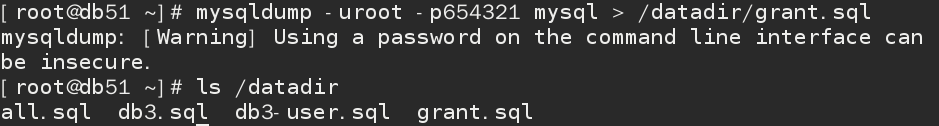 [root@db51 ~]# mysqldump -uroot -p654321 mysql > /datadir/grant.sql
mysqldump: [Warning] Using a password on the command line interface can
be insecure.
[root@db51 ~]# ls /datadir
all.sql  db3.sql  db3-user.sql  grant.sql